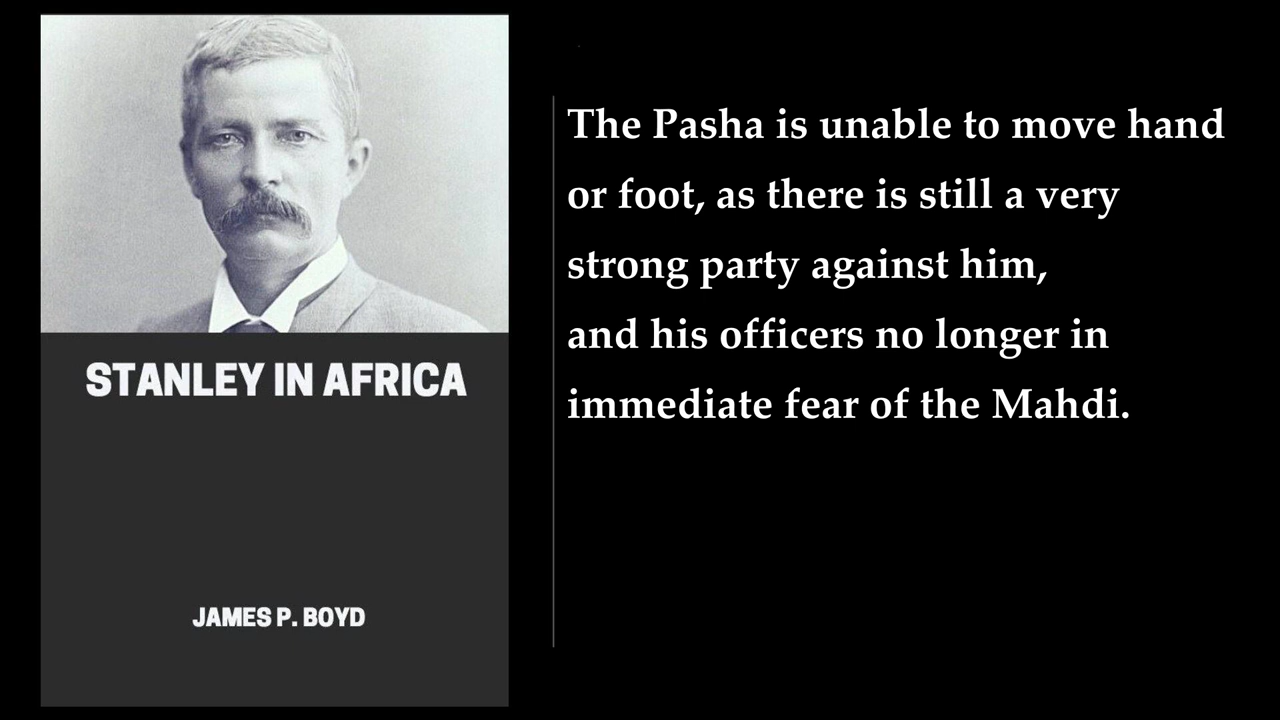 STANLEY IN AFRICA
JAMES P. BOYD
The Pasha is unable to move hand
or foot, as there is still a very
strong party against him,
and his officers no longer in
immediate fear of the Mahdi.